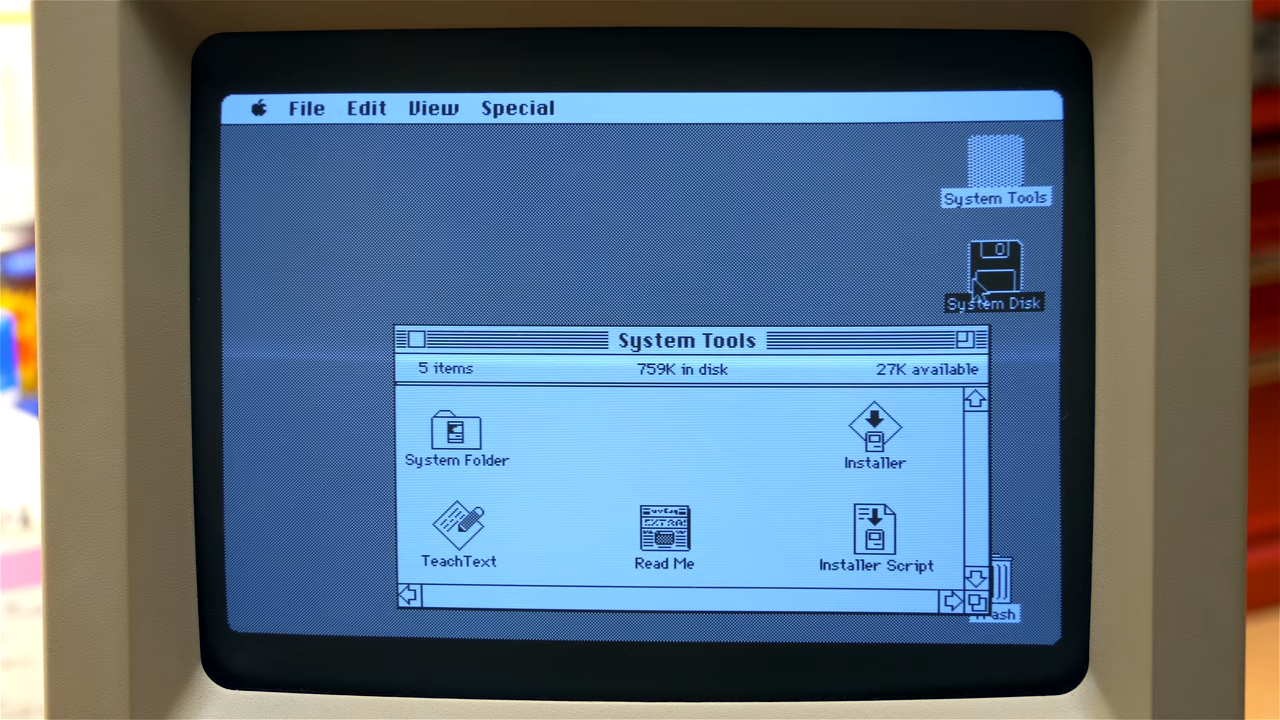 File Edit View Special
System Tools
System Disk
System Tools
5 items 759K in disk 27K available
System Folder
Installer
EXTRA!
TeachText
Read Me
Installer Script